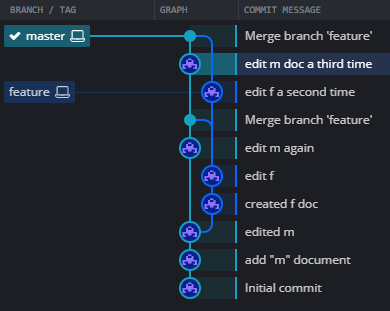 BRANCH / TAG GRAPH COMMIT MESSAGE
master Merge branch 'feature'
edit m doc a third time
feature edit f a second time
Merge branch 'feature'
edit m again
edit f
created f doc
edited m
add "m" document
Initial commit